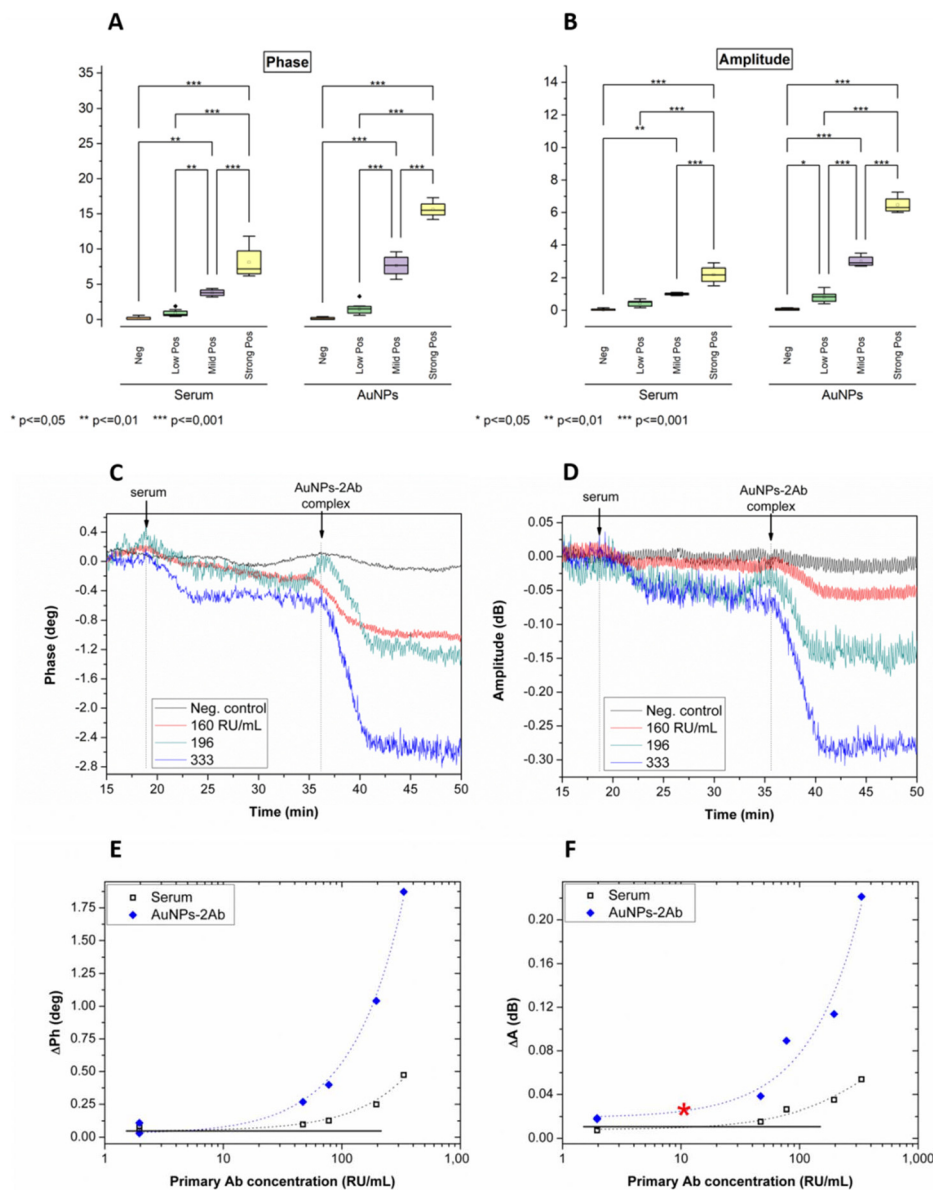 A
B
Phase
Amplitude
35
30
25
20
15
10
5
0
***
***
***
***
**
***
**
***
***
***
Neg
Low Pos
Mild Pos
Strong Pos
Neg
Low Pos
Mild Pos
Strong Pos
Serum
AuNPs
14
12
10
8
6
4
2
0
***
***
***
***
**
***
***
*
***
***
Neg
Low Pos
Mild Pos
Strong Pos
Neg
Low Pos
Mild Pos
Strong Pos
Serum
AuNPs
* p<=0,05 ** p<=0,01 *** p<=0,001
* p<=0,05 ** p<=0,01 *** p<=0,001
C
serum
AuNPs-2Ab
complex
Phase (deg)
0.4
0.0
-0.4
-0.8
-1.2
-1.6
-2.0
-2.4
-2.8
Neg. control
160 RU/mL
196
333
15 20 25 30 35 40 45 50
Time (min)
D
serum
AuNPs-2Ab
complex
Amplitude (dB)
0.05
0.00
-0.05
-0.10
-0.15
-0.20
-0.25
-0.30
Neg. control
160 RU/mL
196
333
15 20 25 30 35 40 45 50
Time (min)
E
Serum
AuNPs-2Ab
ΔPh (deg)
1.75
1.50
1.25
1.00
0.75
0.50
0.25
0.00
1 10 100 1,000
Primary Ab concentration (RU/mL)
F
Serum
AuNPs-2Ab
ΔA (dB)
0.20
0.16
0.12
0.08
0.04
0.00
1 10 100 1,000
Primary Ab concentration (RU/mL)